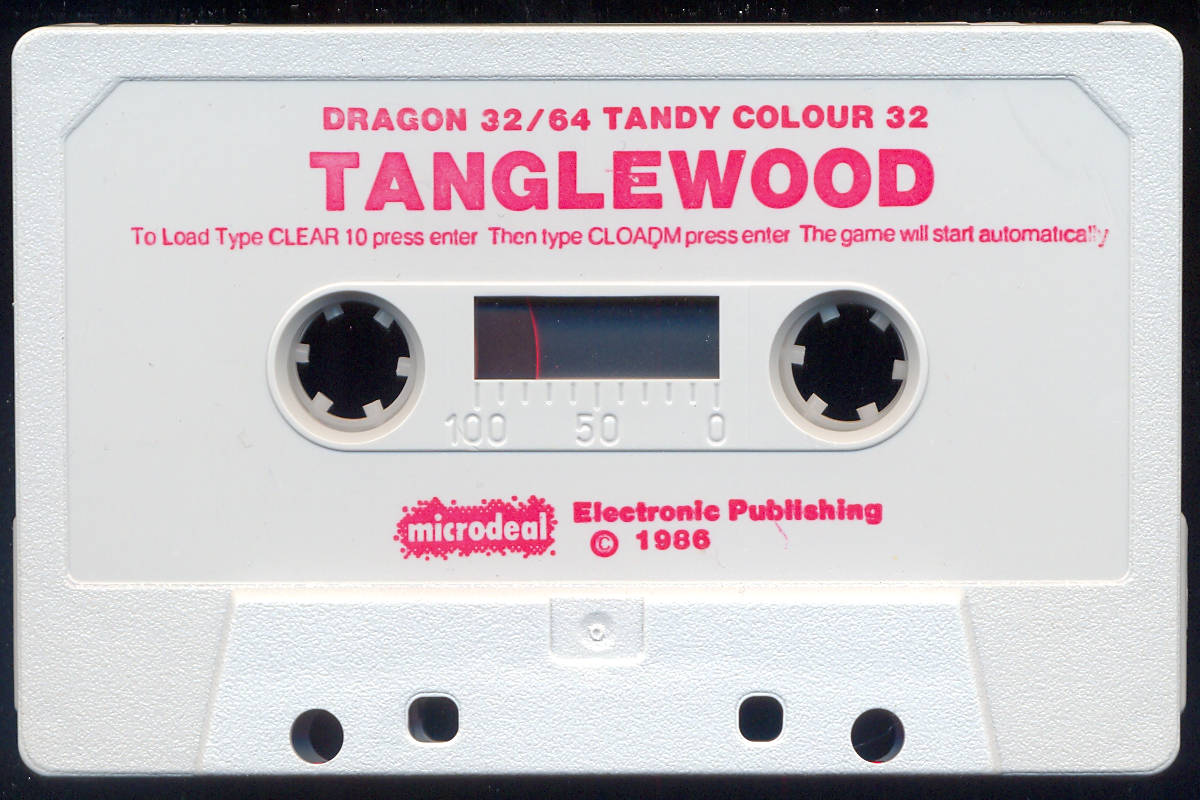 DRAGON 32/64 TANDY COLOUR 32
TANGLEWOOD
To Load Type CLEAR 10 press enter Then type CLOADM press enter The game will start automatically
100 50 0
microdeal Electronic Publishing
© 1986